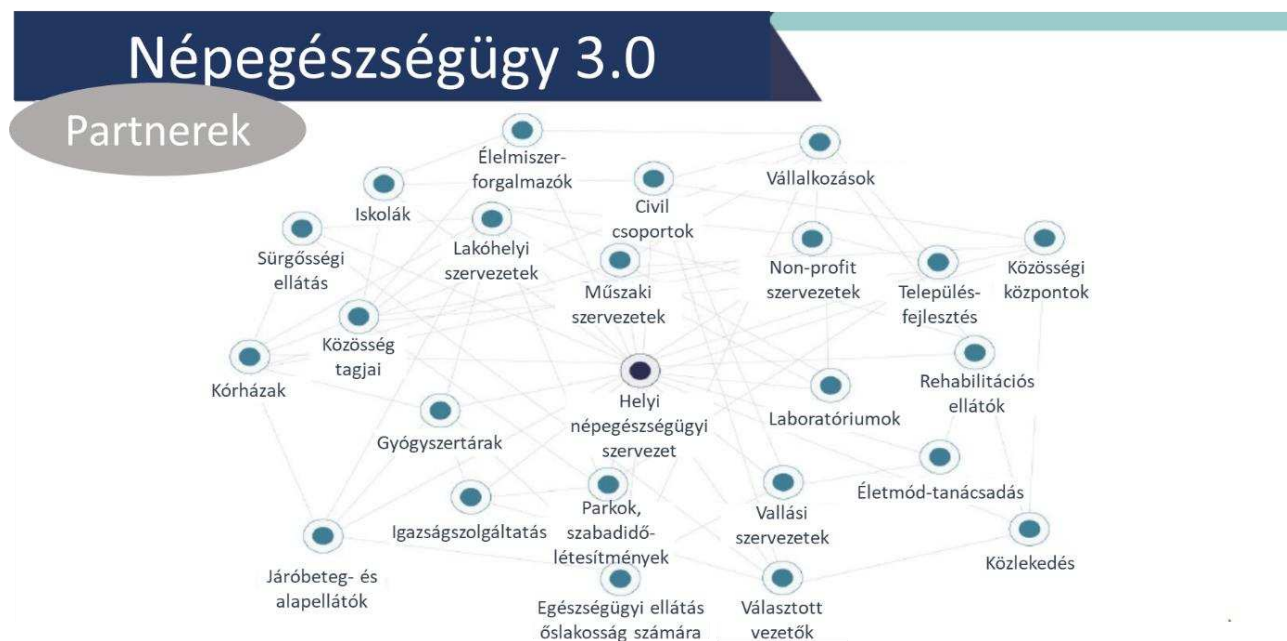 Népegészségügy 3.0
Partnerek
Élelmiszer-
forgalmazók
Vállalkozások
Iskolák
Civil
csoportok
Sürgősségi
ellátás
Lakóhelyi
szervezetek
Műszaki
szervezetek
Non-profit
szervezetek
Település-
fejlesztés
Közösségi
központok
Kórházak
Közösség
tagjai
Helyi
népegészségügyi
szervezet
Laboratóriumok
Rehabilitációs
ellátók
Gyógyszertárak
Igazságszolgáltatás
Parkok,
szabadidő-
létesítmények
Vallási
szervezetek
Életmód-tanácsadás
Közlekedés
Járóbeteg- és
alapellátók
Egészségügyi ellátás
őslakosság számára
Választott
vezetők